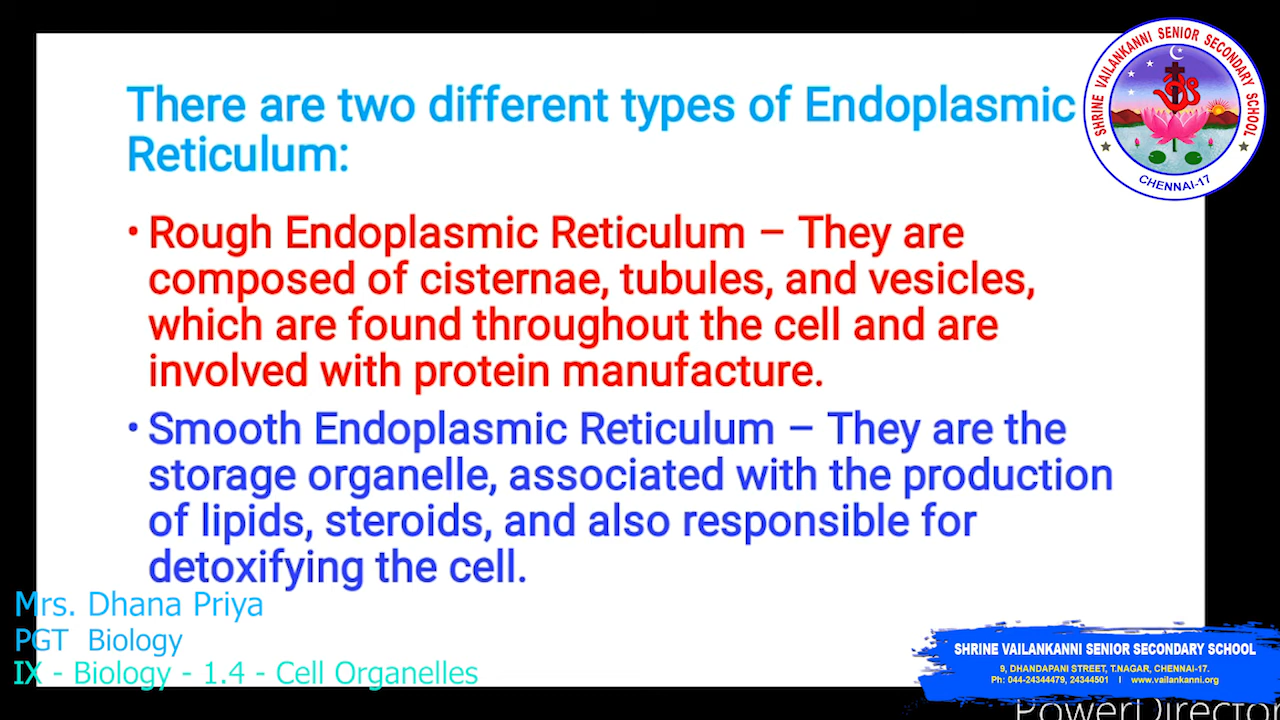 There are two different types of Endoplasmic
Reticulum:
• Rough Endoplasmic Reticulum – They are
composed of cisternae, tubules, and vesicles,
which are found throughout the cell and are
involved with protein manufacture.
• Smooth Endoplasmic Reticulum – They are the
storage organelle, associated with the production
of lipids, steroids, and also responsible for
detoxifying the cell.
Mrs. Dhana Priya
PGT Biology
IX - Biology - 1.4 - Cell Organelles
SHRINE VAILANKANNI SENIOR SECONDARY SCHOOL
CHENNAI-17
ॐ
SHRINE VAILANKANNI SENIOR SECONDARY SCHOOL
9, DHANDAPANI STREET, T.NAGAR, CHENNAI-17.
Ph: 044-24344479, 24344501 I www.vailankanni.org
PowerDirector